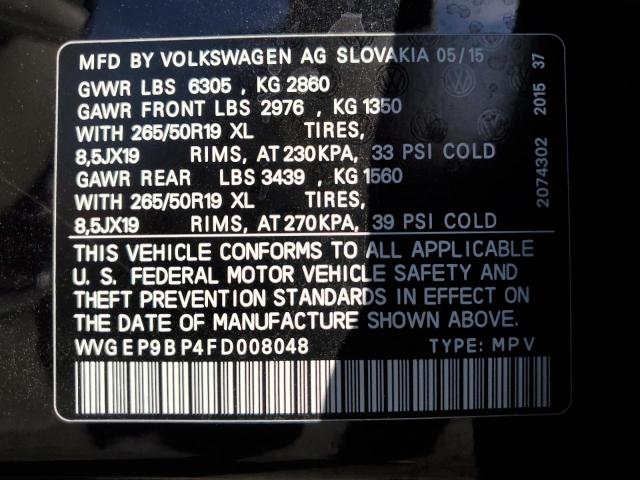 MFD BY VOLKSWAGEN AG SLOVAKIA 05/15
GVWR LBS 6305 , KG 2860
GAWR FRONT LBS 2976 , KG 1350
WITH 265/50R19 XL TIRES,
8,5JX19 RIMS, AT 230KPA, 33 PSI COLD
GAWR REAR LBS 3439 , KG 1560
WITH 265/50R19 XL TIRES,
8,5JX19 RIMS, AT 270KPA, 39 PSI COLD
THIS VEHICLE CONFORMS TO ALL APPLICABLE
U. S. FEDERAL MOTOR VEHICLE SAFETY AND
THEFT PREVENTION STANDARDS IN EFFECT ON
THE DATE OF MANUFACTURE SHOWN ABOVE.
WVGEP9BP4FD008048 TYPE: MPV
2074302 2015 37